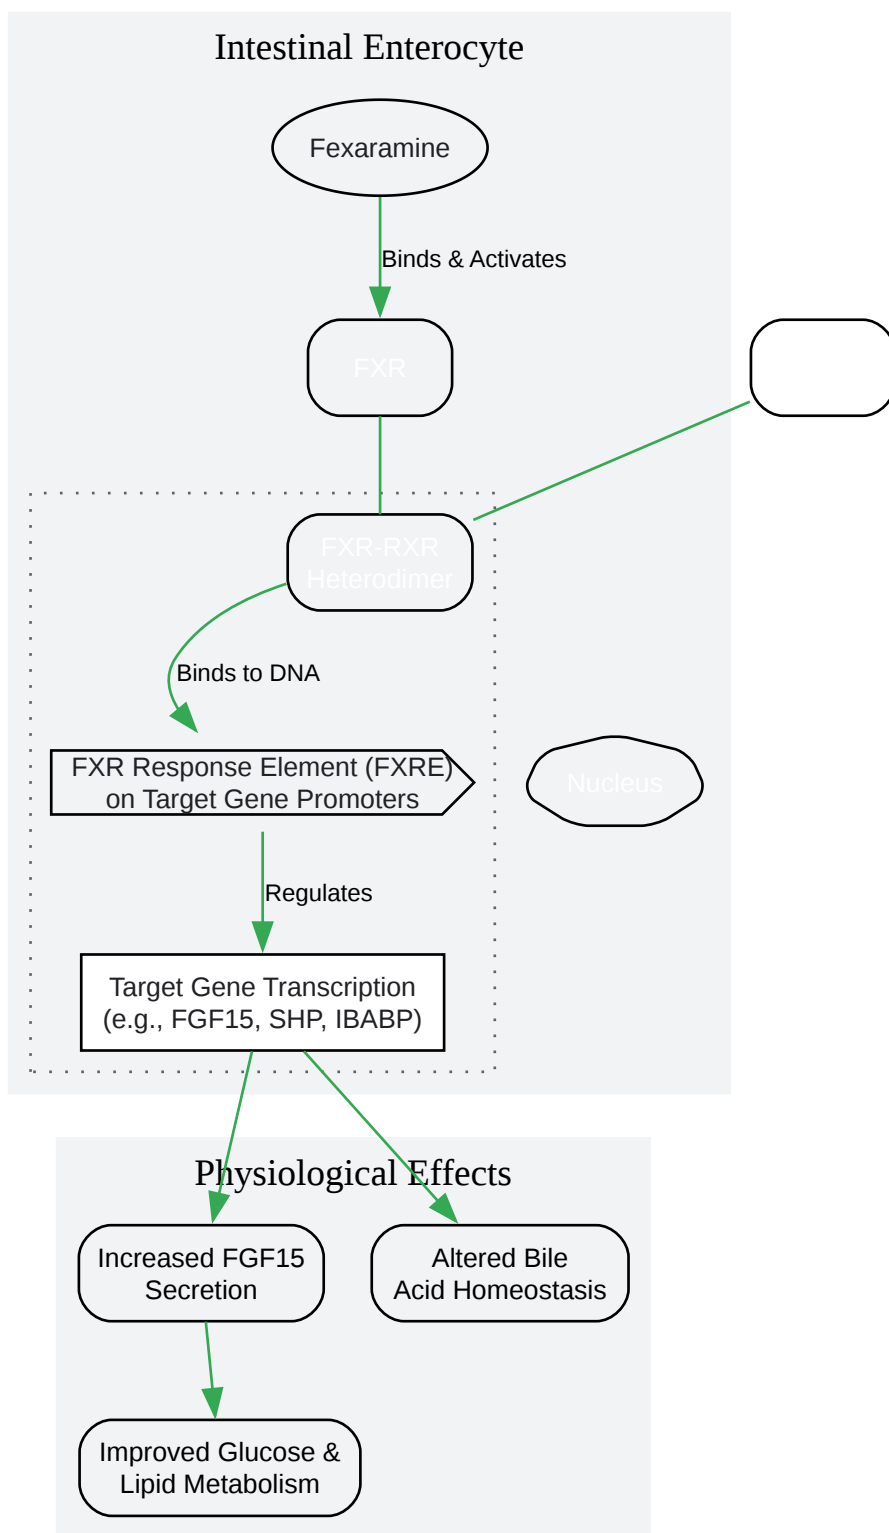 Intestinal Enterocyte
Fexaramine
Binds & Activates
FXR
FXR-RXR
Heterodimer
Binds to DNA
FXR Response Element (FXRE)
on Target Gene Promoters
Nucleus
Regulates
Target Gene Transcription
(e.g., FGF15, SHP, IBABP)
Physiological Effects
Increased FGF15
Secretion
Altered Bile
Acid Homeostasis
Improved Glucose &
Lipid Metabolism